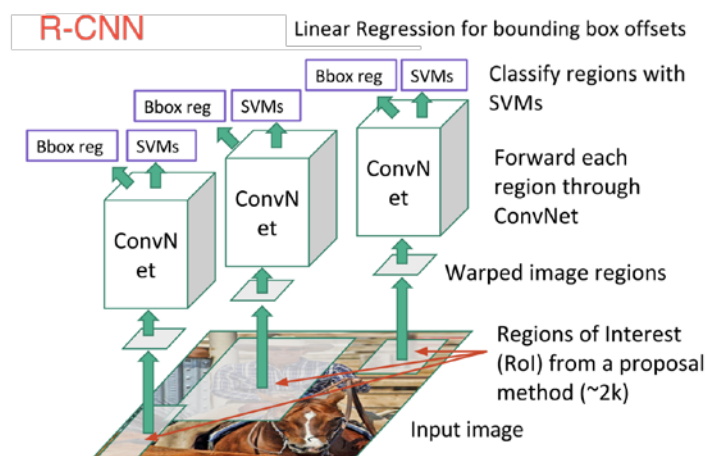 R-CNN
Linear Regression for bounding box offsets
Bbox reg
SVMs
Classify regions with
SVMs
Bbox reg
SVMs
Bbox reg
SVMs
ConvN
et
Forward each
region through
ConvNet
ConvN
et
ConvN
et
Warped image regions
Regions of Interest
(RoI) from a proposal
method (~2k)
Input image